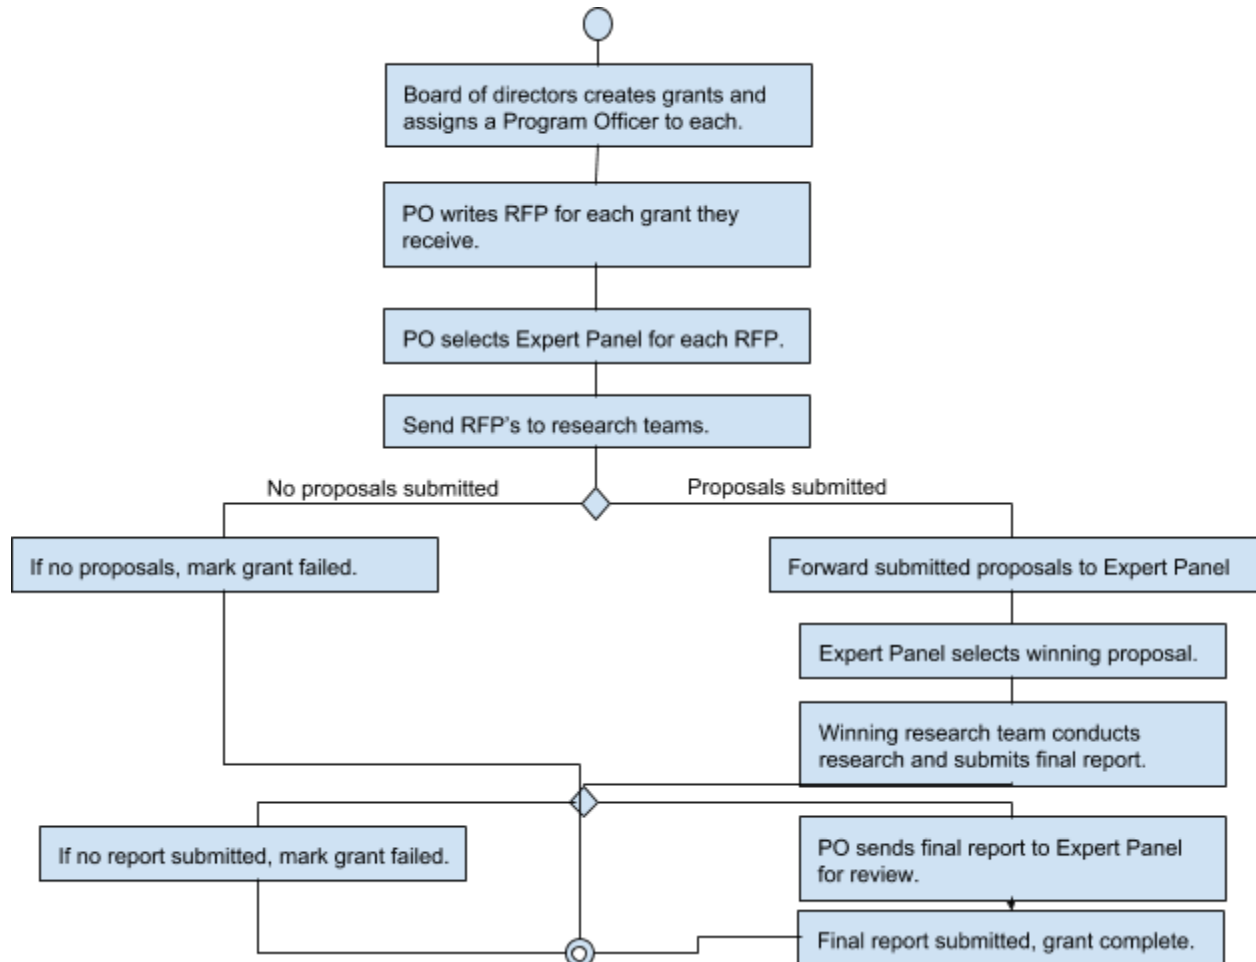 Board of directors creates grants and
assigns a Program Officer to each.
PO writes RFP for each grant they
receive.
PO selects Expert Panel for each RFP.
Send RFP's to research teams.
No proposals submitted
Proposals submitted
If no proposals, mark grant failed.
Forward submitted proposals to Expert Panel
Expert Panel selects winning proposal.
Winning research team conducts
research and submits final report.
If no report submitted, mark grant failed.
PO sends final report to Expert Panel
for review.
Final report submitted, grant complete.